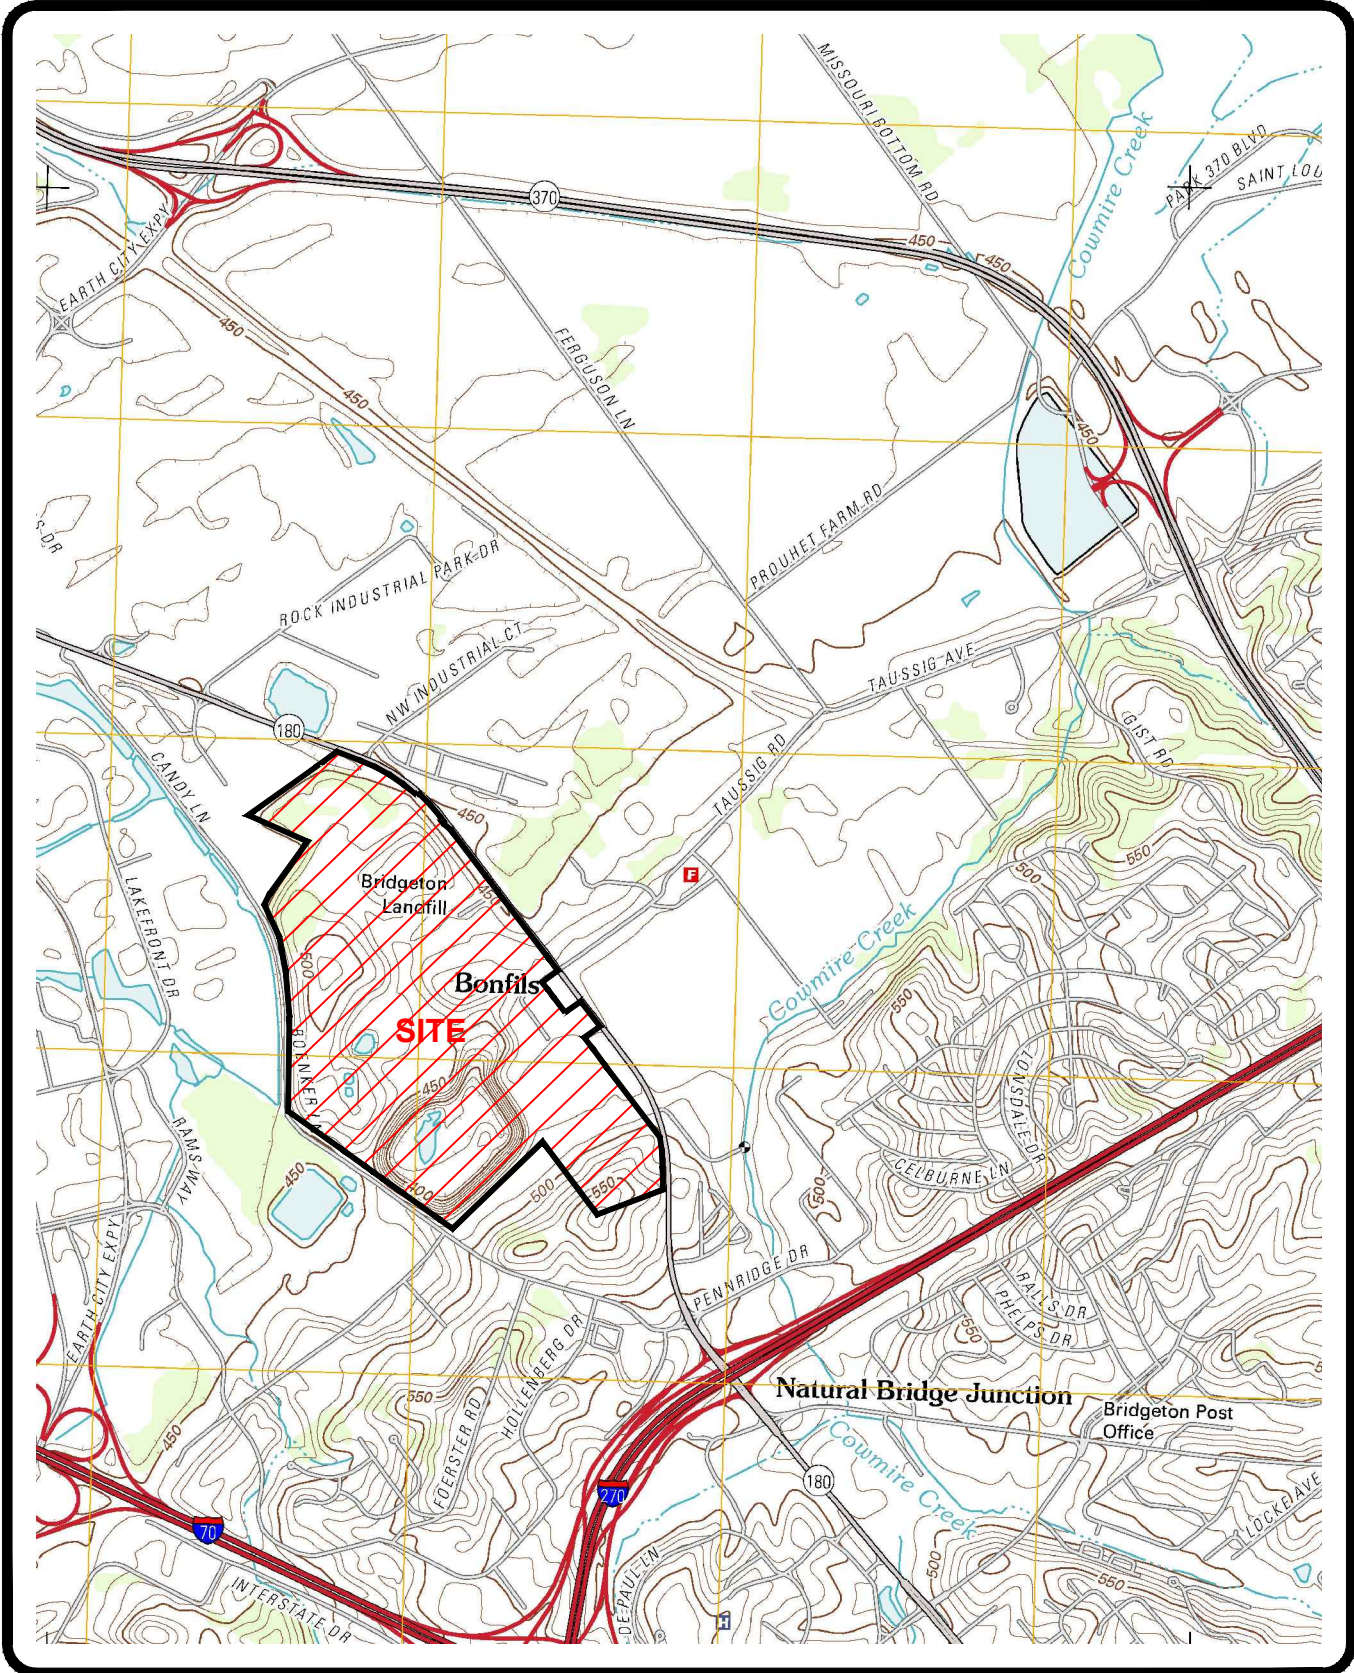 MISSOURI BOTTOM RD
Cowmire Creek
PARK 370 BLVD
SAINT LOU
370
EARTH CITY EXPY
450
450
450
450
FERGUSON LN
450
S DR
PROUHET FARM RD
ROCK INDUSTRIAL PARK DR
NW INDUSTRIAL CT
TAUSSIG AVE
GIST RD
180
TAUSSIG RD
CANDY LN
450
550
500
F
LAKEFRONT DR
Bridgeton
Landfill
450
Cowmire Creek
500
Bonfils
550
SITE
BOENKER LN
450
LONSDALE DR
RAMS WAY
CELBURNE LN
450
400
500
550
500
EARTH CITY EXPY
PENNRIDGE DR
RALLS DR
PHELPS DR
550
HOLLENBERG DR
Natural Bridge Junction
550
FOERSTER RD
Bridgeton Post
Office
450
Cowmire Creek
180
270
70
LOCKE AVE
500
550
INTERSTATE DR
DE PAUL LN
H